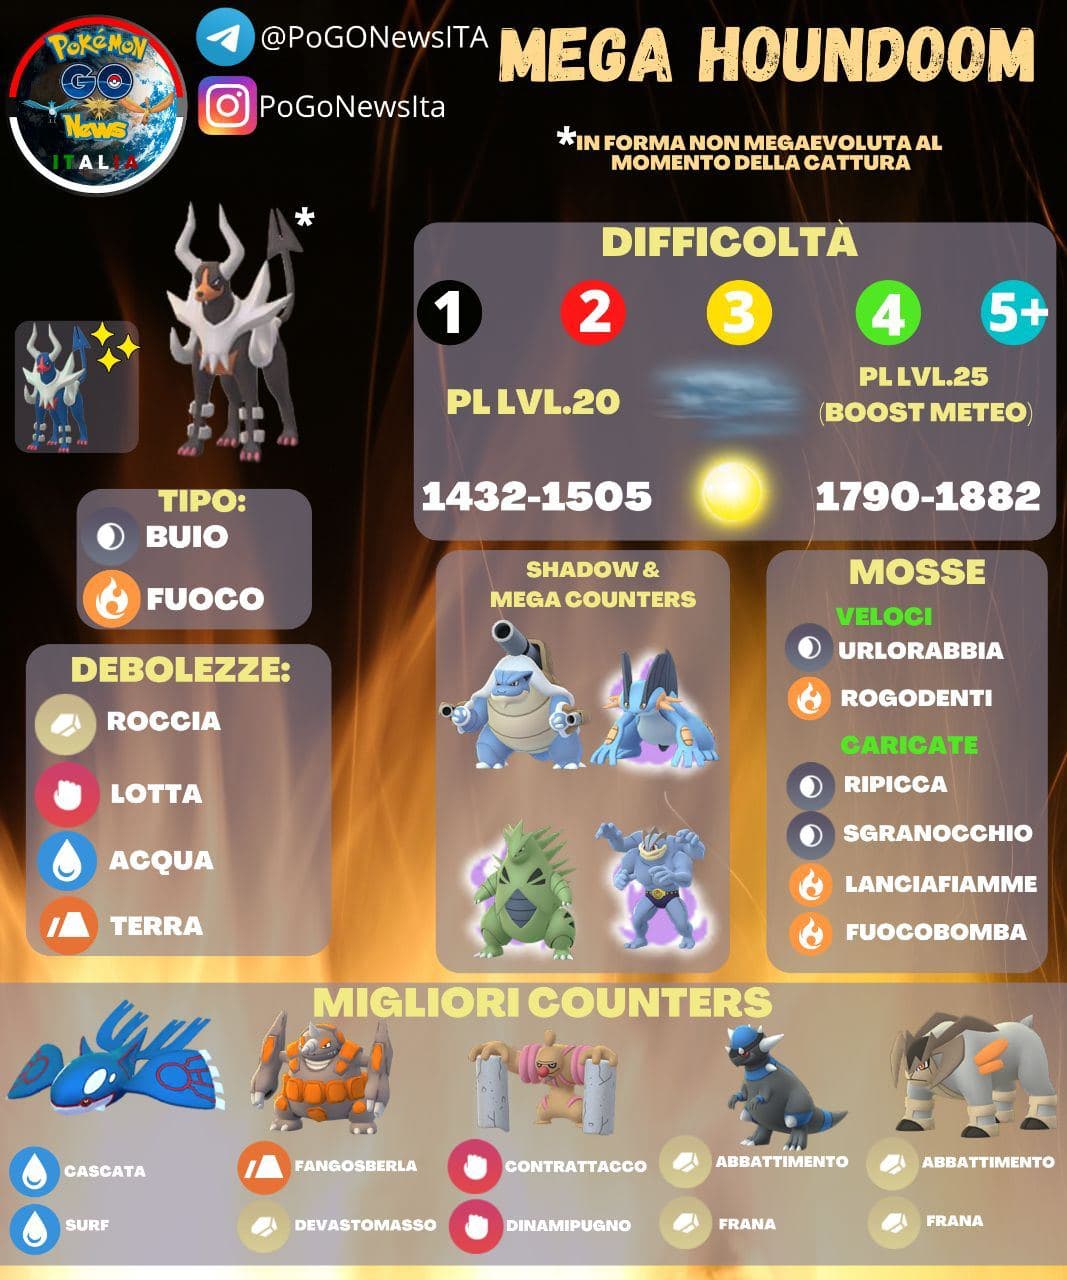 POKÉMON
GO
News
ITALIA
@PoGONewsITA
PoGoNewsIta
MEGA HOUNDOOM
*IN FORMA NON MEGAEVOLUTA AL
MOMENTO DELLA CATTURA
*
DIFFICOLTÀ
1 2 3 4 5+
PL LVL.20
PL LVL.25
(BOOST METEO)
1432-1505
1790-1882
TIPO:
BUIO
FUOCO
DEBOLEZZE:
ROCCIA
LOTTA
ACQUA
TERRA
SHADOW &
MEGA COUNTERS
MOSSE
VELOCI
URLORABBIA
ROGODENTI
CARICATE
RIPICCA
SGRANOCCHIO
LANCIAFIAMME
FUOCOBOMBA
MIGLIORI COUNTERS
CASCATA
SURF
FANGOSBERLA
DEVASTOMASSO
CONTRATTACCO
DINAMIPUGNO
ABBATTIMENTO
FRANA
ABBATTIMENTO
FRANA